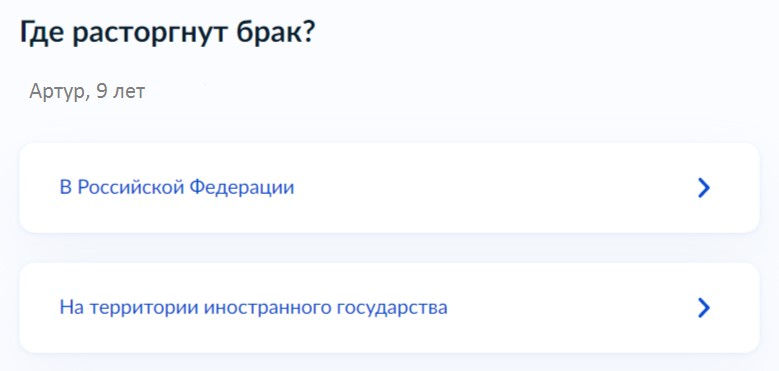 Где расторгнут брак?
Артур, 9 лет
В Российской Федерации
На территории иностранного государства